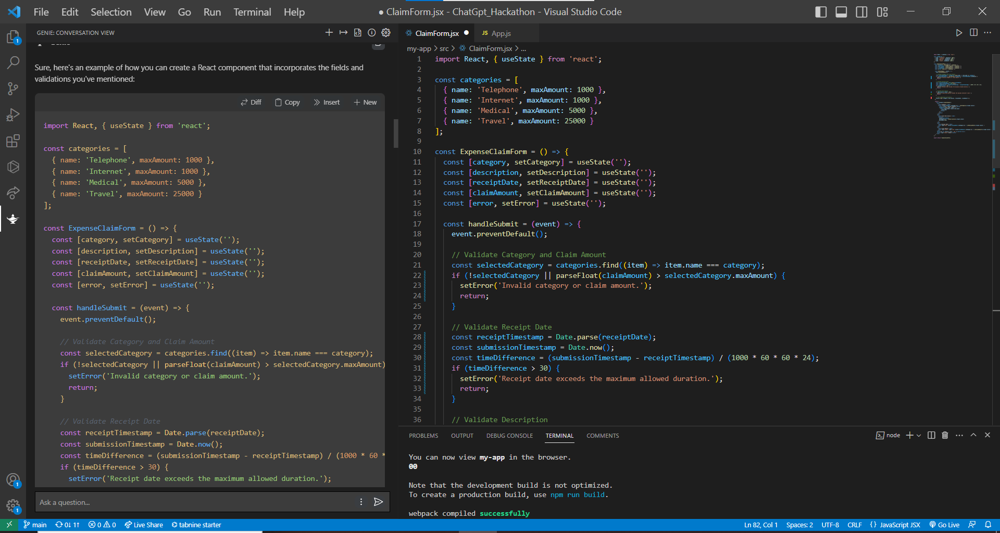 File Edit Selection View Go Run Terminal Help
● ClaimForm.jsx - ChatGpt_Hackathon - Visual Studio Code
GENIE: CONVERSATION VIEW
Sure, here's an example of how you can create a React component that incorporates the fields and
validations you've mentioned:
Diff Copy Insert New
import React, { useState } from 'react';
const categories = [
{ name: 'Telephone', maxAmount: 1000 },
{ name: 'Internet', maxAmount: 1000 },
{ name: 'Medical', maxAmount: 5000 },
{ name: 'Travel', maxAmount: 25000 }
];
const ExpenseClaimForm = () => {
const [category, setCategory] = useState('');
const [description, setDescription] = useState('');
const [receiptDate, setReceiptDate] = useState('');
const [claimAmount, setClaimAmount] = useState('');
const [error, setError] = useState('');
const handleSubmit = (event) => {
event.preventDefault();
// Validate Category and Claim Amount
const selectedCategory = categories.find((item) => item.name === category);
if (!selectedCategory || parseFloat(claimAmount) > selectedCategory.maxAmount)
setError('Invalid category or claim amount.');
return;
}
// Validate Receipt Date
const receiptTimestamp = Date.parse(receiptDate);
const submissionTimestamp = Date.now();
const timeDifference = (submissionTimestamp - receiptTimestamp) / (1000 * 60 *
if (timeDifference > 30) {
setError('Receipt date exceeds the maximum allowed duration.');
Ask a question...
ClaimForm.jsx ●
JS App.js
my-app > src > ClaimForm.jsx > ...
1 import React, { useState } from 'react';
2
3 const categories = [
4 { name: 'Telephone', maxAmount: 1000 },
5 { name: 'Internet', maxAmount: 1000 },
6 { name: 'Medical', maxAmount: 5000 },
7 { name: 'Travel', maxAmount: 25000 }
8 ];
9
10 const ExpenseClaimForm = () => {
11 const [category, setCategory] = useState('');
12 const [description, setDescription] = useState('');
13 const [receiptDate, setReceiptDate] = useState('');
14 const [claimAmount, setClaimAmount] = useState('');
15 const [error, setError] = useState('');
16
17 const handleSubmit = (event) => {
18 event.preventDefault();
19
20 // Validate Category and Claim Amount
21 const selectedCategory = categories.find((item) => item.name === category);
22 if (!selectedCategory || parseFloat(claimAmount) > selectedCategory.maxAmount) {
23 setError('Invalid category or claim amount.');
24 return;
25 }
26
27 // Validate Receipt Date
28 const receiptTimestamp = Date.parse(receiptDate);
29 const submissionTimestamp = Date.now();
30 const timeDifference = (submissionTimestamp - receiptTimestamp) / (1000 * 60 * 60 * 24);
31 if (timeDifference > 30) {
32 setError('Receipt date exceeds the maximum allowed duration.');
33 return;
34 }
35
36 // Validate Description
PROBLEMS OUTPUT DEBUG CONSOLE TERMINAL COMMENTS
node
You can now view my-app in the browser.
00
Note that the development build is not optimized.
To create a production build, use npm run build.
webpack compiled successfully
1
1
1
main 0↓ 1↑ 0 0 Live Share tabnine starter
Ln 82, Col 1 Spaces: 2 UTF-8 CRLF {} JavaScript JSX Go Live